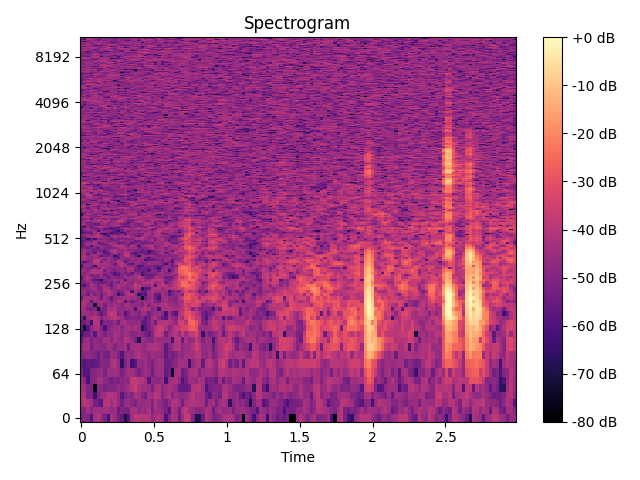 Spectrogram
8192
4096
2048
1024
512
256
128
64
0
Hz
0
0.5
1
1.5
2
2.5
Time
+0 dB
-10 dB
-20 dB
-30 dB
-40 dB
-50 dB
-60 dB
-70 dB
-80 dB